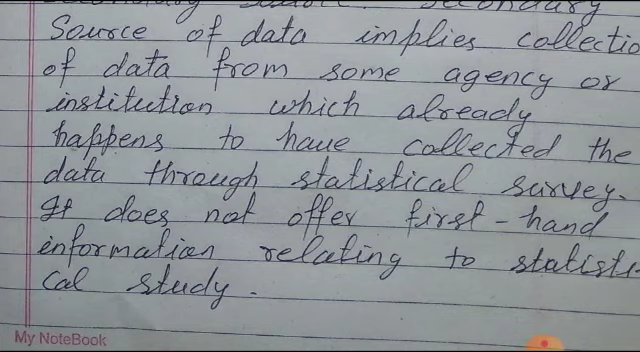 Secondary
Source of data implies collectio
of data from some agency or
institution which already
happens to have collected the
data through statistical survey.
It does not offer first-hand
information relating to statisti-
cal study.
My NoteBook